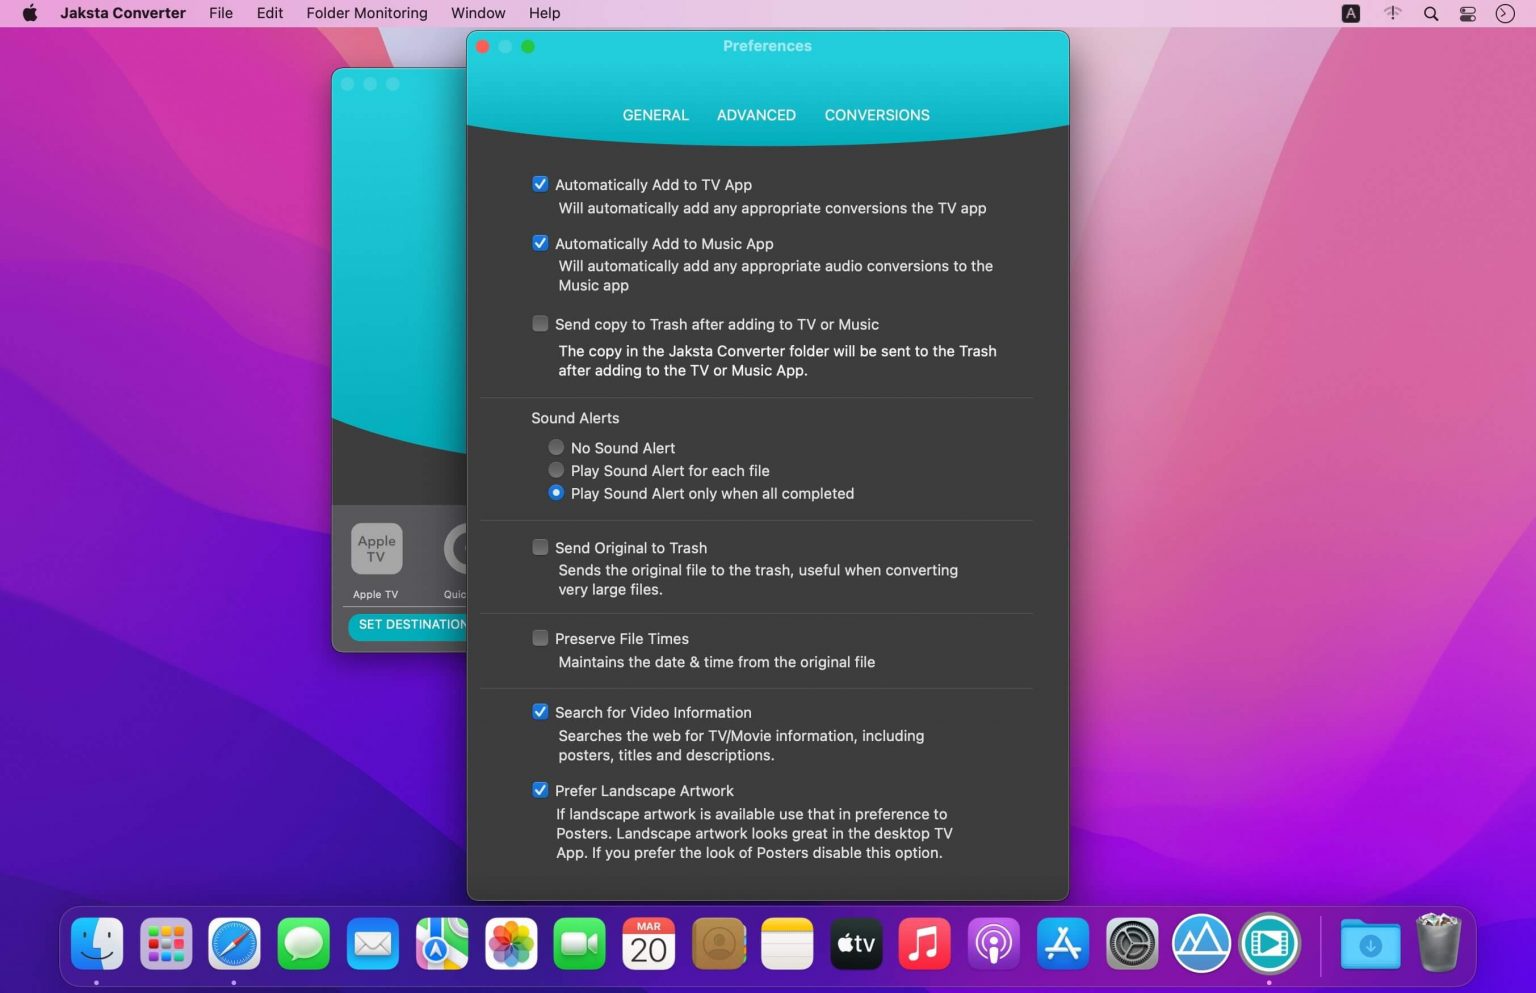 Jaksta Converter File Edit Folder Monitoring Window Help A
Preferences
GENERAL ADVANCED CONVERSIONS
Automatically Add to TV App
Will automatically add any appropriate conversions the TV app
Automatically Add to Music App
Will automatically add any appropriate audio conversions to the
Music app
Send copy to Trash after adding to TV or Music
The copy in the Jaksta Converter folder will be sent to the Trash
after adding to the TV or Music App.
Sound Alerts
No Sound Alert
Play Sound Alert for each file
Play Sound Alert only when all completed
Send Original to Trash
Sends the original file to the trash, useful when converting
very large files.
Preserve File Times
Maintains the date & time from the original file
Search for Video Information
Searches the web for TV/Movie information, including
posters, titles and descriptions.
Prefer Landscape Artwork
If landscape artwork is available use that in preference to
Posters. Landscape artwork looks great in the desktop TV
App. If you prefer the look of Posters disable this option.
Apple
TV
Apple TV Quic
SET DESTINATION
MAR
20
tv